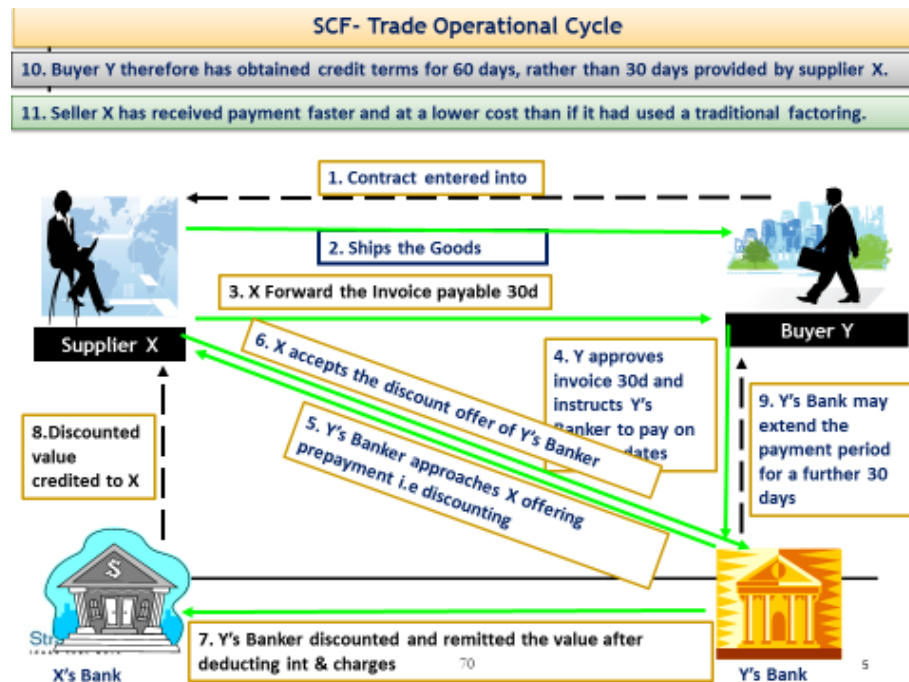 SCF- Trade Operational Cycle
10. Buyer Y therefore has obtained credit terms for 60 days, rather than 30 days provided by supplier X.
11. Seller X has received payment faster and at a lower cost than if it had used a traditional factoring.
1. Contract entered into
2. Ships the Goods
3. X Forward the Invoice payable 30d
Supplier X
Buyer Y
6. X accepts the discount offer of Y's Banker
4. Y approves
invoice 30d and
instructs Y's
Banker to pay on
dates
5. Y's Banker approaches X offering
prepayment i.e discounting
9. Y's Bank may
extend the
payment period
for a further 30
days
8.Discounted
value
credited to X
$
7. Y's Banker discounted and remitted the value after
deducting int & charges
70
X's Bank
Y's Bank
5